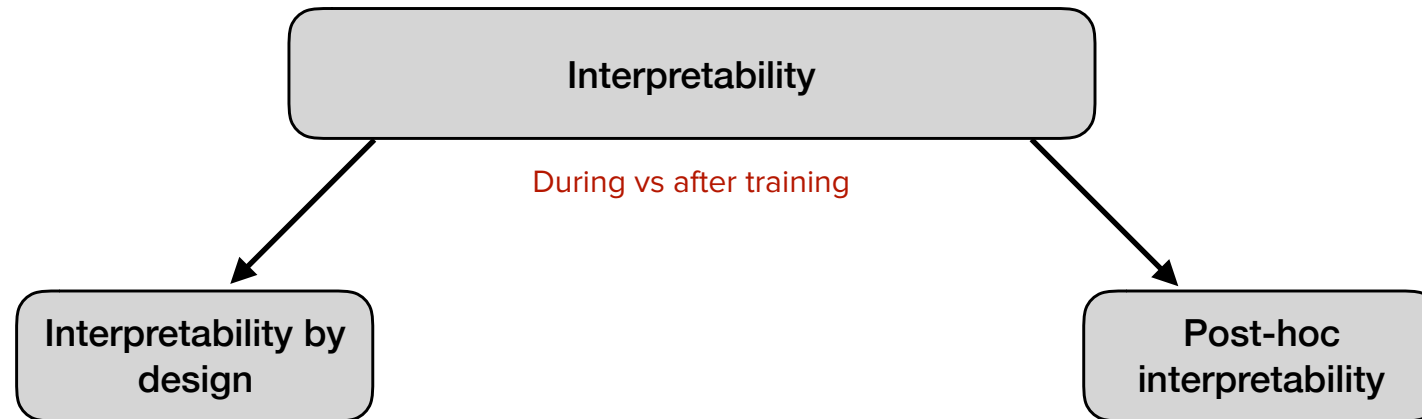 Interpretability
During vs after training
Interpretability by
design
Post-hoc
interpretability